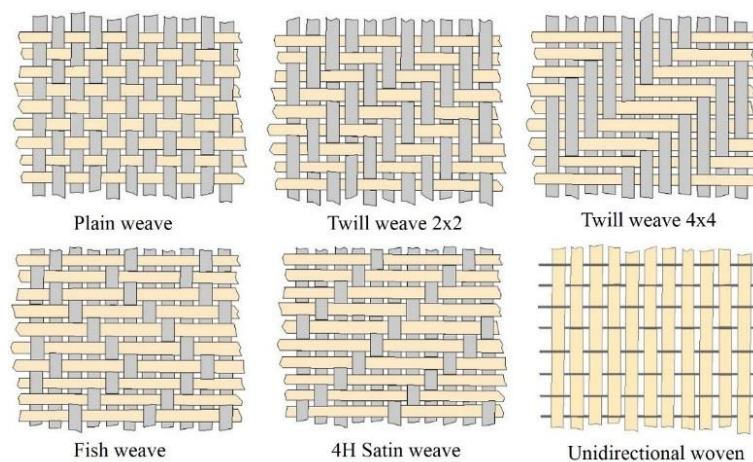 Plain weave
Twill weave 2x2
Twill weave 4x4
Fish weave
4H Satin weave
Unidirectional woven